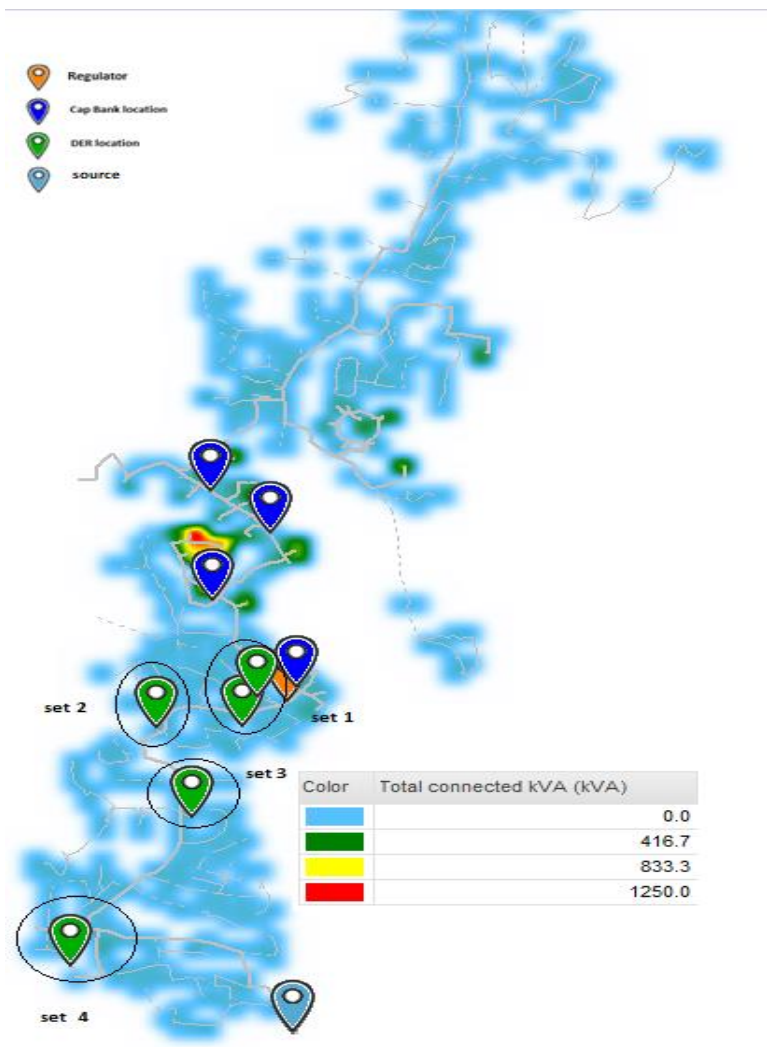 Regulator
Cap Bank location
DER location
source
set 2
set 1
set 3
Color Total connected kVA (kVA)
0.0
416.7
833.3
1250.0
set 4